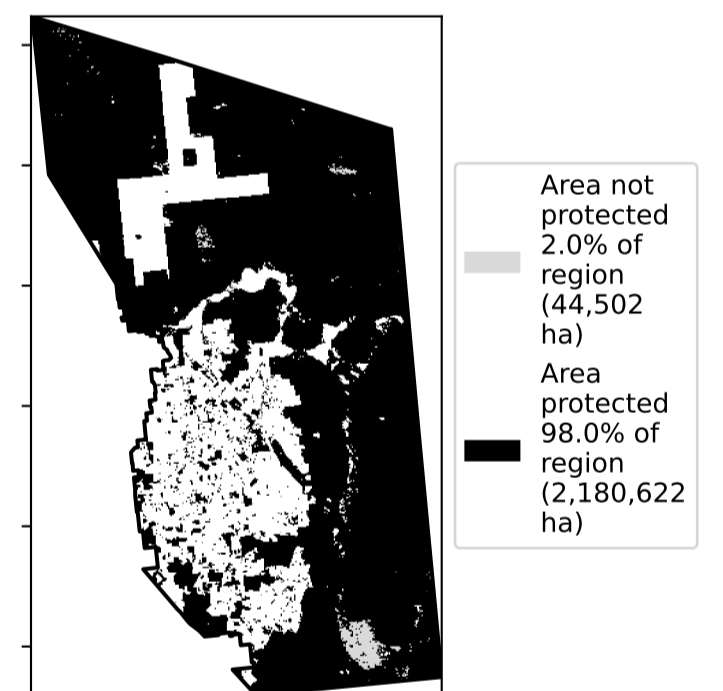 Area not
protected
2.0% of
region
(44,502
ha)
Area
protected
98.0% of
region
(2,180,622
ha)